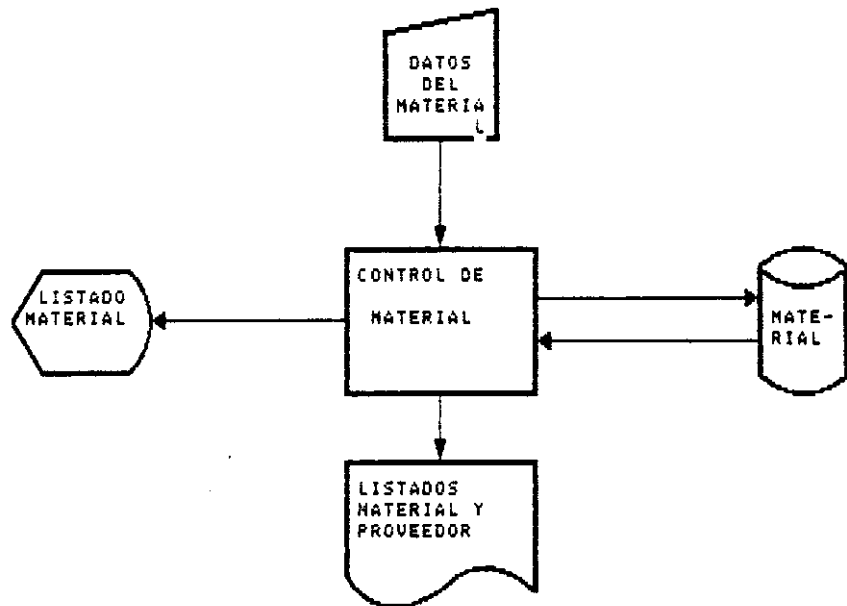 DATOS
DEL
MATERIA
L
CONTROL DE
MATERIAL
LISTADO
MATERIAL
MATE-
RIAL
LISTADOS
MATERIAL Y
PROVEEDOR